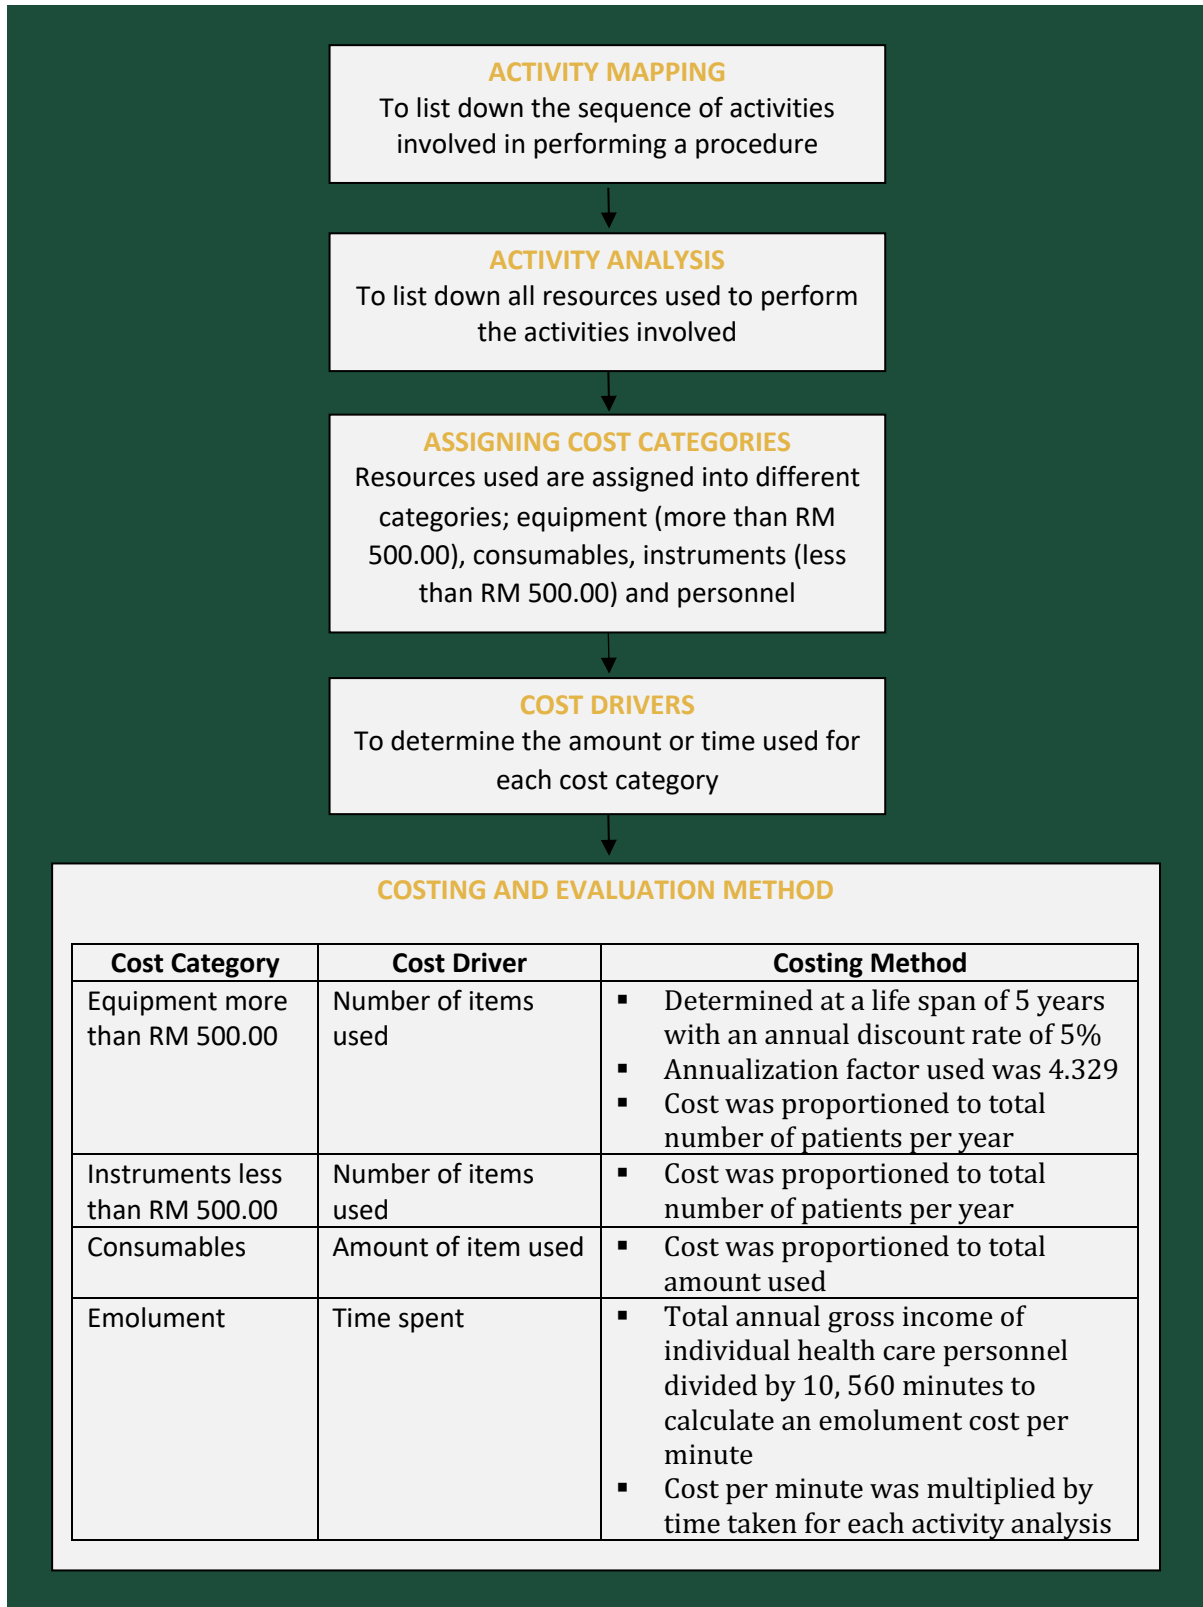 ACTIVITY MAPPING
To list down the sequence of activities
involved in performing a procedure
ACTIVITY ANALYSIS
To list down all resources used to perform
the activities involved
ASSIGNING COST CATEGORIES
Resources used are assigned into different
categories; equipment (more than RM
500.00), consumables, instruments (less
than RM 500.00) and personnel
COST DRIVERS
To determine the amount or time used for
each cost category
COSTING AND EVALUATION METHOD
Cost Category
Cost Driver
Costing Method
Equipment more
than RM 500.00
Number of items
used
▪ Determined at a life span of 5 years
with an annual discount rate of 5%
▪ Annualization factor used was 4.329
▪ Cost was proportioned to total
number of patients per year
Instruments less
than RM 500.00
Number of items
used
▪ Cost was proportioned to total
number of patients per year
Consumables
Amount of item used
▪ Cost was proportioned to total
amount used
Emolument
Time spent
▪ Total annual gross income of
individual health care personnel
divided by 10, 560 minutes to
calculate an emolument cost per
minute
▪ Cost per minute was multiplied by
time taken for each activity analysis